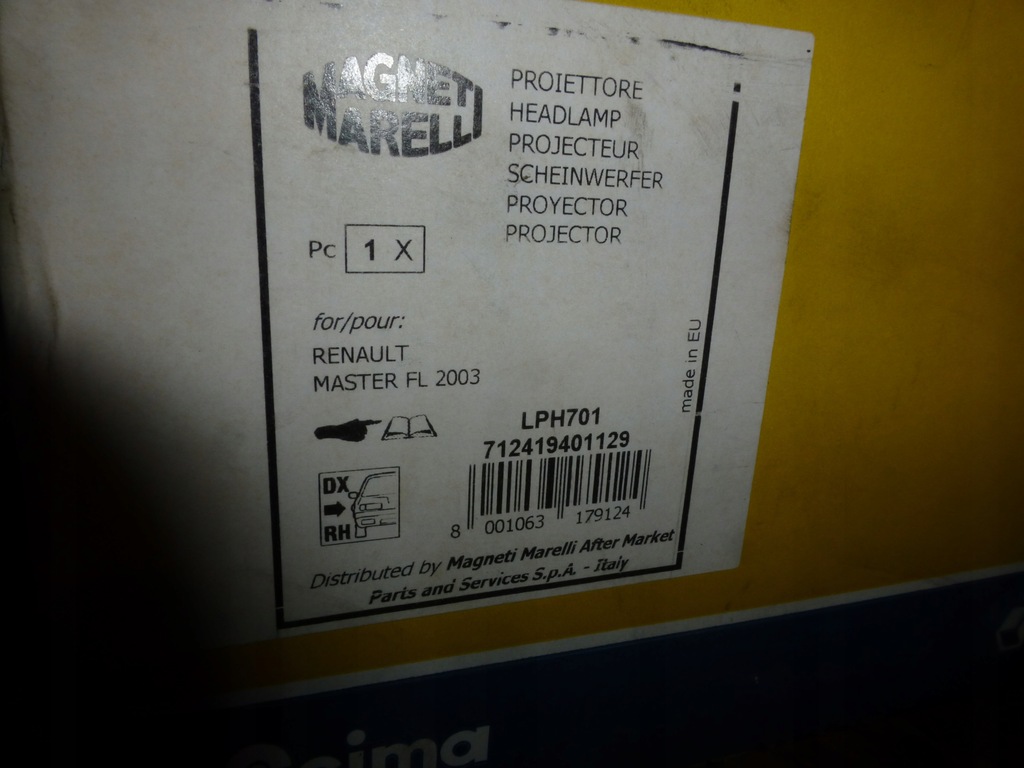 MAGNETI
MARELLI
PROIETTORE
HEADLAMP
PROJECTEUR
SCHEINWERFER
PROYECTOR
PROJECTOR
Pc 1 X
for/pour:
RENAULT
MASTER FL 2003
made in EU
LPH701
712419401129
DX
RH
8 001063 179124
Distributed by Magneti Marelli After Market
Parts and Services S.p.A. - Italy